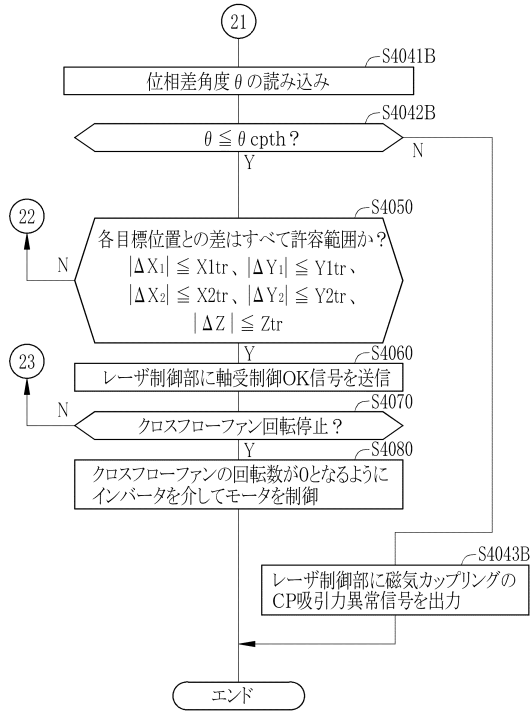 21
S4041B
位相差角度θの読み込み
S4042B
θ≦θcpth?
N
Y
22
S4050
各目標位置との差はすべて許容範囲か?
|ΔX₁|≦X1tr、|ΔY₁|≦Y1tr、
|ΔX₂|≦X2tr、|ΔY₂|≦Y2tr、
|ΔZ|≦Ztr
N
Y
23
S4060
レーザ制御部に軸受制御OK信号を送信
S4070
N
クロスフローファン回転停止?
Y
S4080
クロスフローファンの回転数が0となるように
インバータを介してモータを制御
S4043B
レーザ制御部に磁気カップリングの
CP吸引力異常信号を出力
エンド